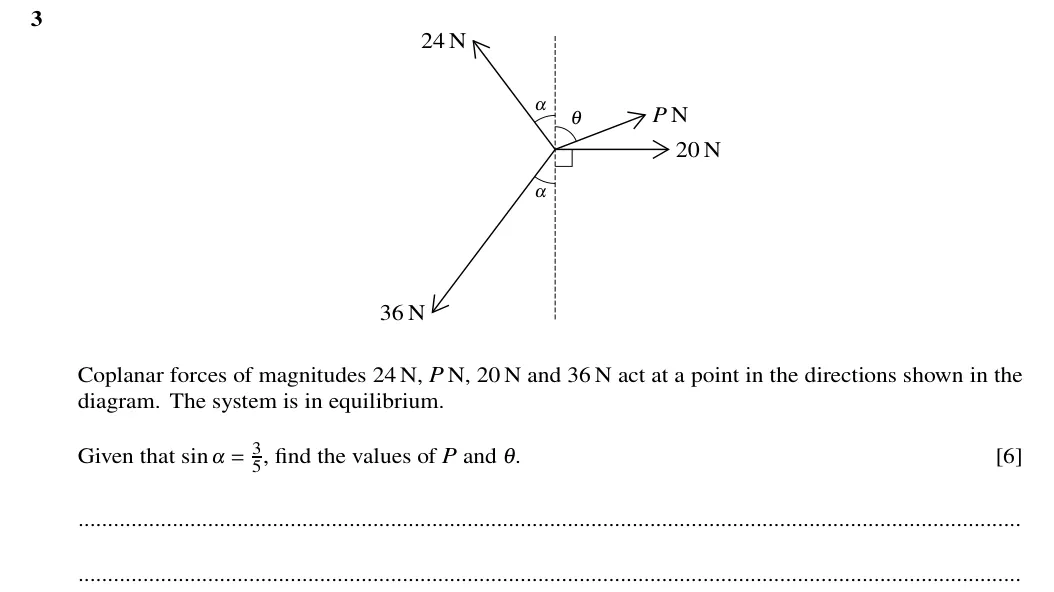 3
24 N
α
θ
P N
20 N
α
36 N
Coplanar forces of magnitudes 24 N, P N, 20 N and 36 N act at a point in the directions shown in the
diagram. The system is in equilibrium.
Given that sin α = 3/5, find the values of P and θ. [6]